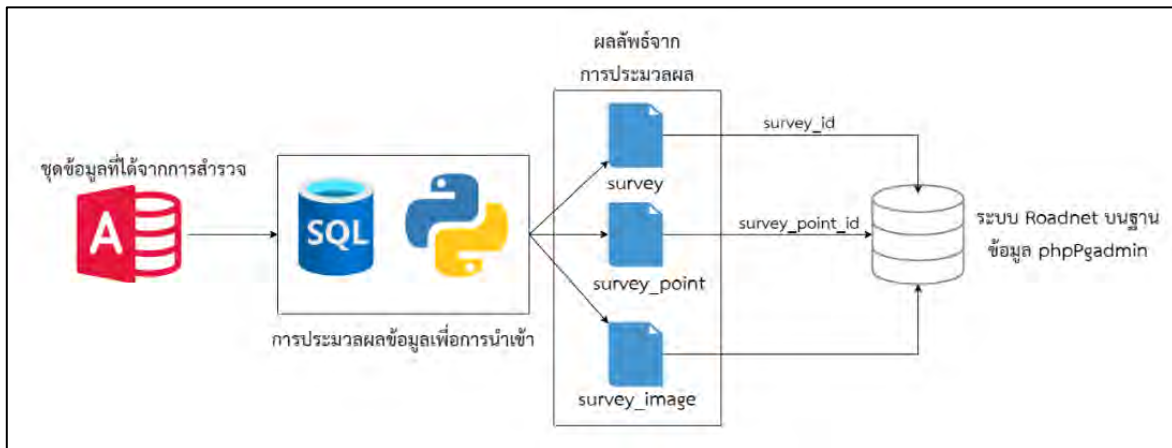 ชุดข้อมูลที่ได้จากการสำรวจ
A
SQL
การประมวลผลข้อมูลเพื่อการนำเข้า
ผลลัพธ์จาก
การประมวลผล
survey
survey_point
survey_image
survey_id
survey_point_id
ระบบ Roadnet บนฐาน
ข้อมูล phpPgadmin